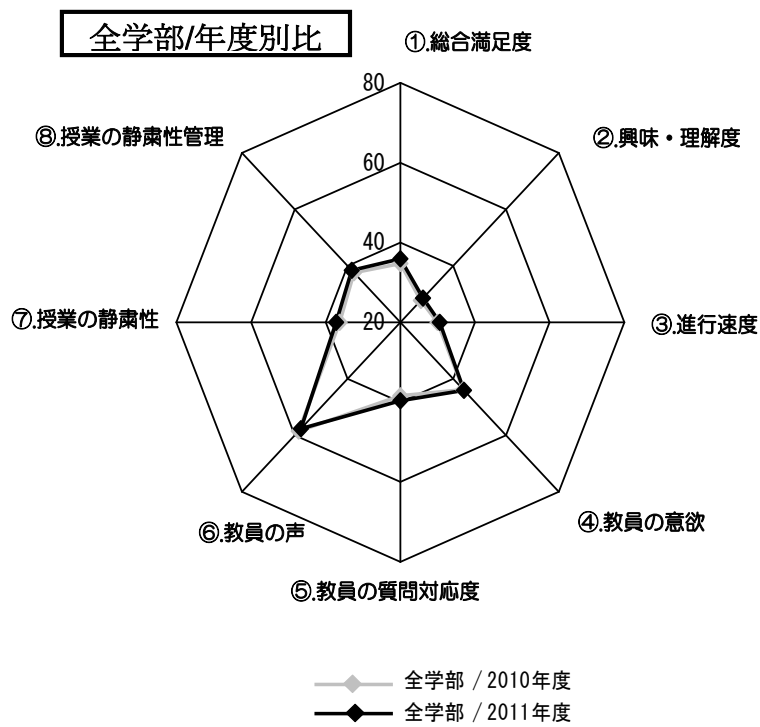 全学部/年度別比
①.総合満足度
80
⑧.授業の静粛性管理
②.興味・理解度
60
40
⑦.授業の静粛性
20
③.進行速度
⑥.教員の声
④.教員の意欲
⑤.教員の質問対応度
全学部 / 2010年度
全学部 / 2011年度